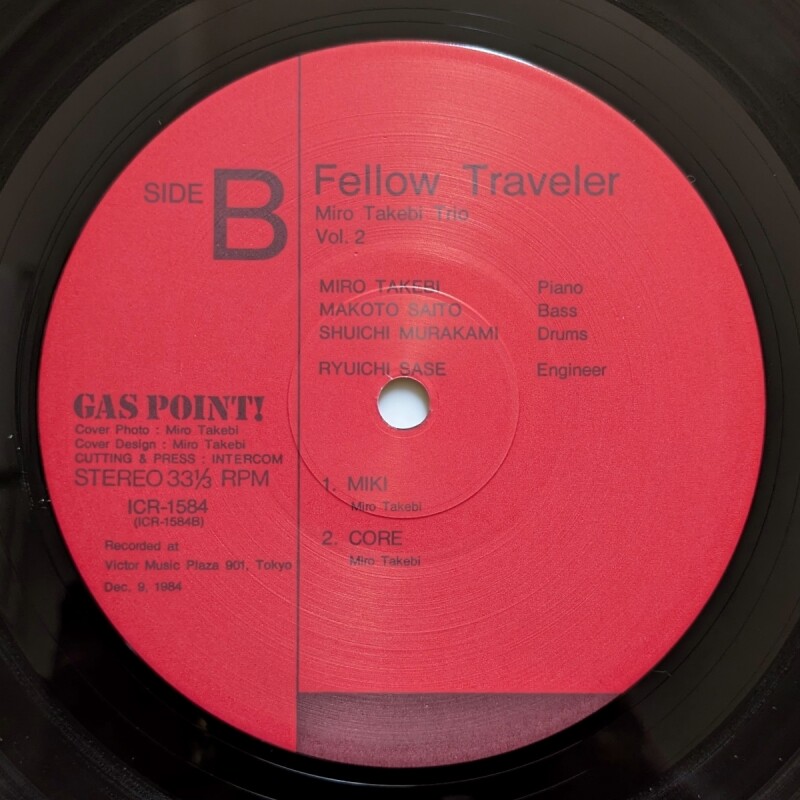 SIDE B
Fellow Traveler
Miro Takebi Trio
Vol. 2
MIRO TAKEBI Piano
MAKOTO SAITO Bass
SHUICHI MURAKAMI Drums
RYUICHI SASE Engineer
GAS POINT!
Cover Photo : Miro Takebi
Cover Design : Miro Takebi
CUTTING & PRESS : INTERCOM
STEREO 33⅓ RPM
ICR-1584
(ICR-1584B)
Recorded at
Victor Music Plaza 901, Tokyo
Dec. 9, 1984
1. MIKI
Miro Takebi
2. CORE
Miro Takebi